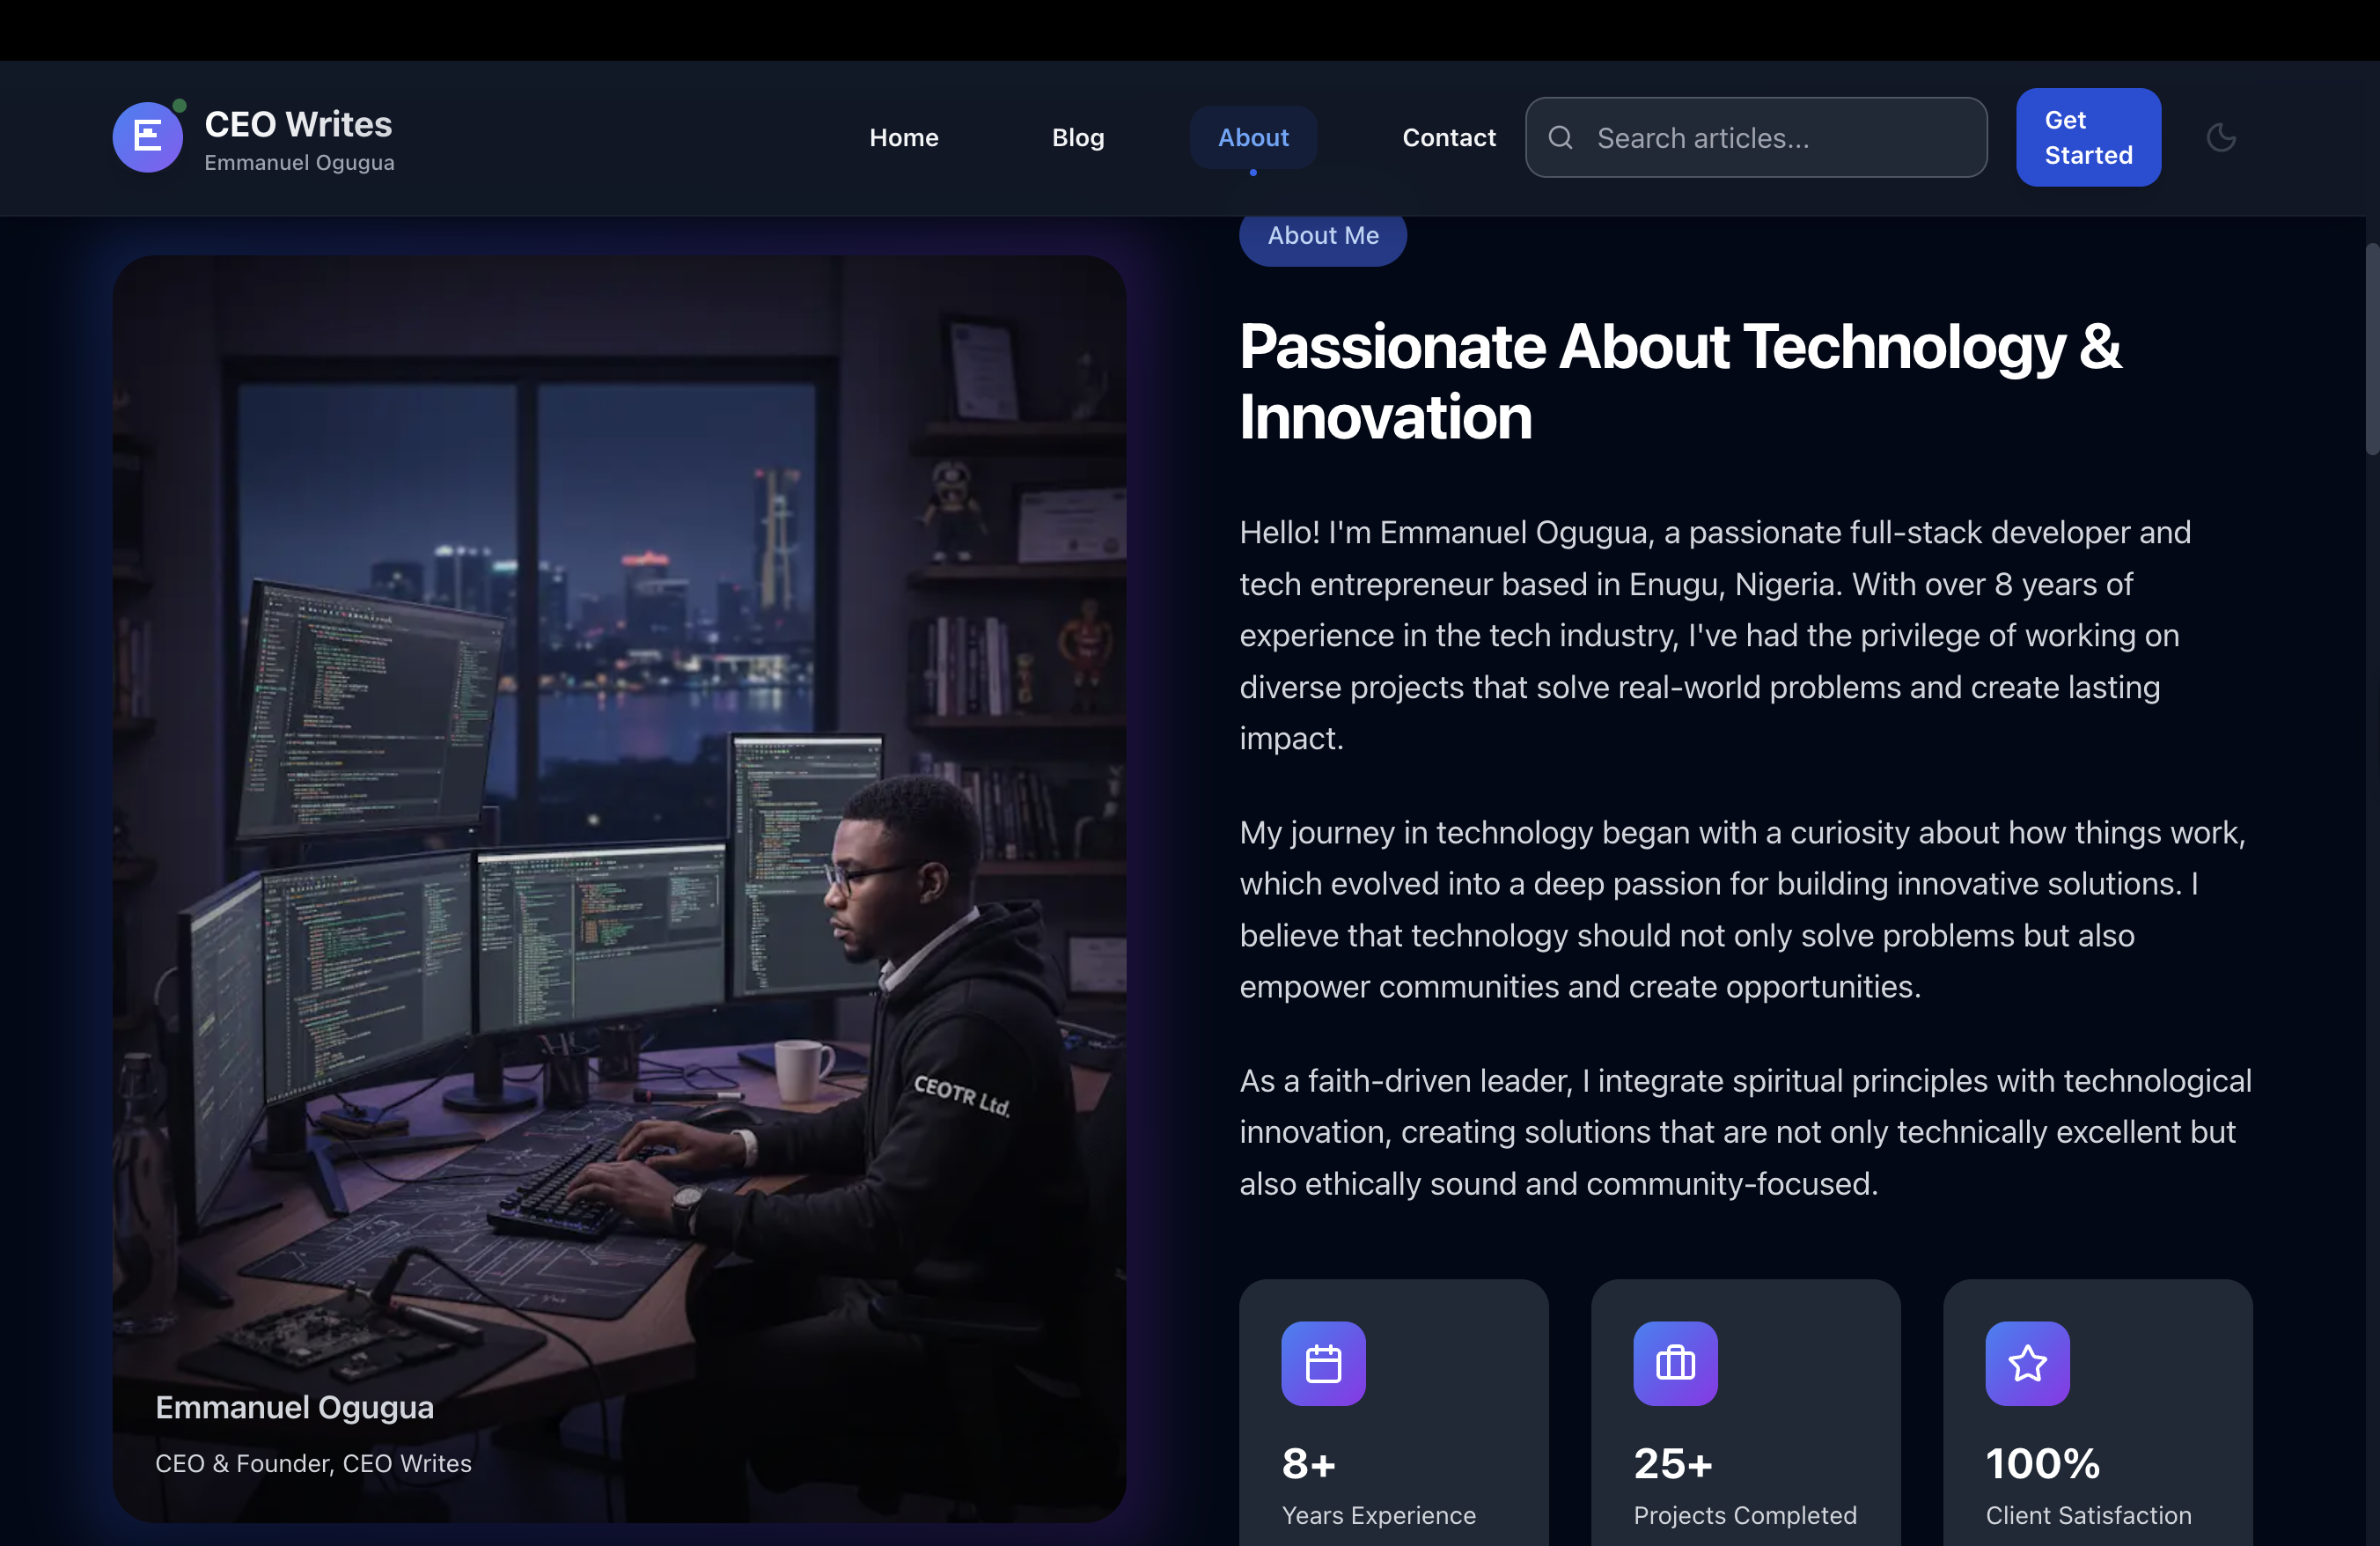 CEO Writes
Emmanuel Ogugua
Home
Blog
About
Contact
Search articles...
Get
Started
About Me
Passionate About Technology &
Innovation
Hello! I'm Emmanuel Ogugua, a passionate full-stack developer and
tech entrepreneur based in Enugu, Nigeria. With over 8 years of
experience in the tech industry, I've had the privilege of working on
diverse projects that solve real-world problems and create lasting
impact.
My journey in technology began with a curiosity about how things work,
which evolved into a deep passion for building innovative solutions. I
believe that technology should not only solve problems but also
empower communities and create opportunities.
As a faith-driven leader, I integrate spiritual principles with technological
innovation, creating solutions that are not only technically excellent but
also ethically sound and community-focused.
CEOTR Ltd.
Emmanuel Ogugua
CEO & Founder, CEO Writes
8+
Years Experience
25+
Projects Completed
100%
Client Satisfaction